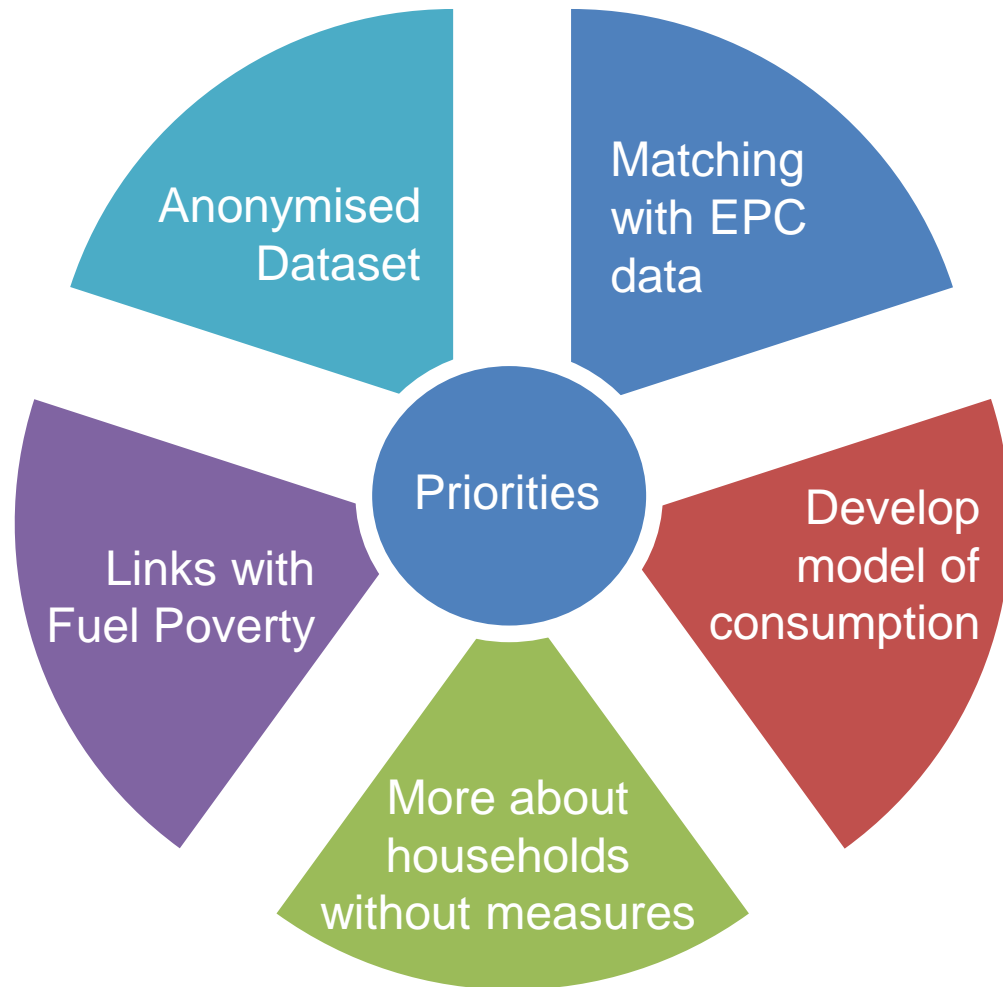 Anonymised
Dataset
Matching
with EPC
data
Priorities
Links with
Fuel Poverty
Develop
model of
consumption
More about
households
without measures